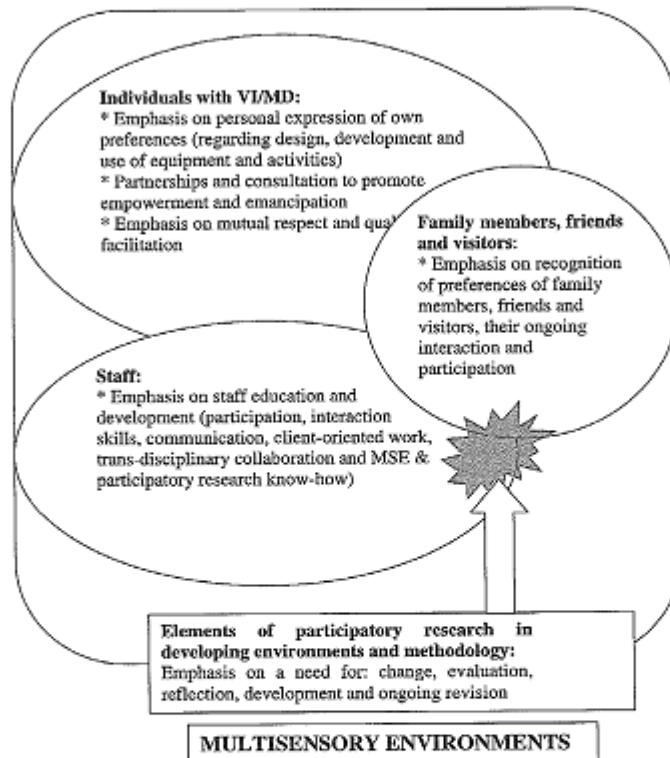 Individuals with VI/MD:
* Emphasis on personal expression of own
preferences (regarding design, development and
use of equipment and activities)
* Partnerships and consultation to promote
empowerment and emancipation
* Emphasis on mutual respect and
facilitation
Family members, friends
and visitors:
* Emphasis on recognition
of preferences of family
members, friends and
visitors, their ongoing
interaction and
participation
Staff:
* Emphasis on staff education and
development (participation, interaction
skills, communication, client-oriented work,
trans-disciplinary collaboration and MSE &
participatory research know-how)
Elements of participatory research in
developing environments and methodology:
Emphasis on a need for: change, evaluation,
reflection, development and ongoing revision
MULTISENSORY ENVIRONMENTS